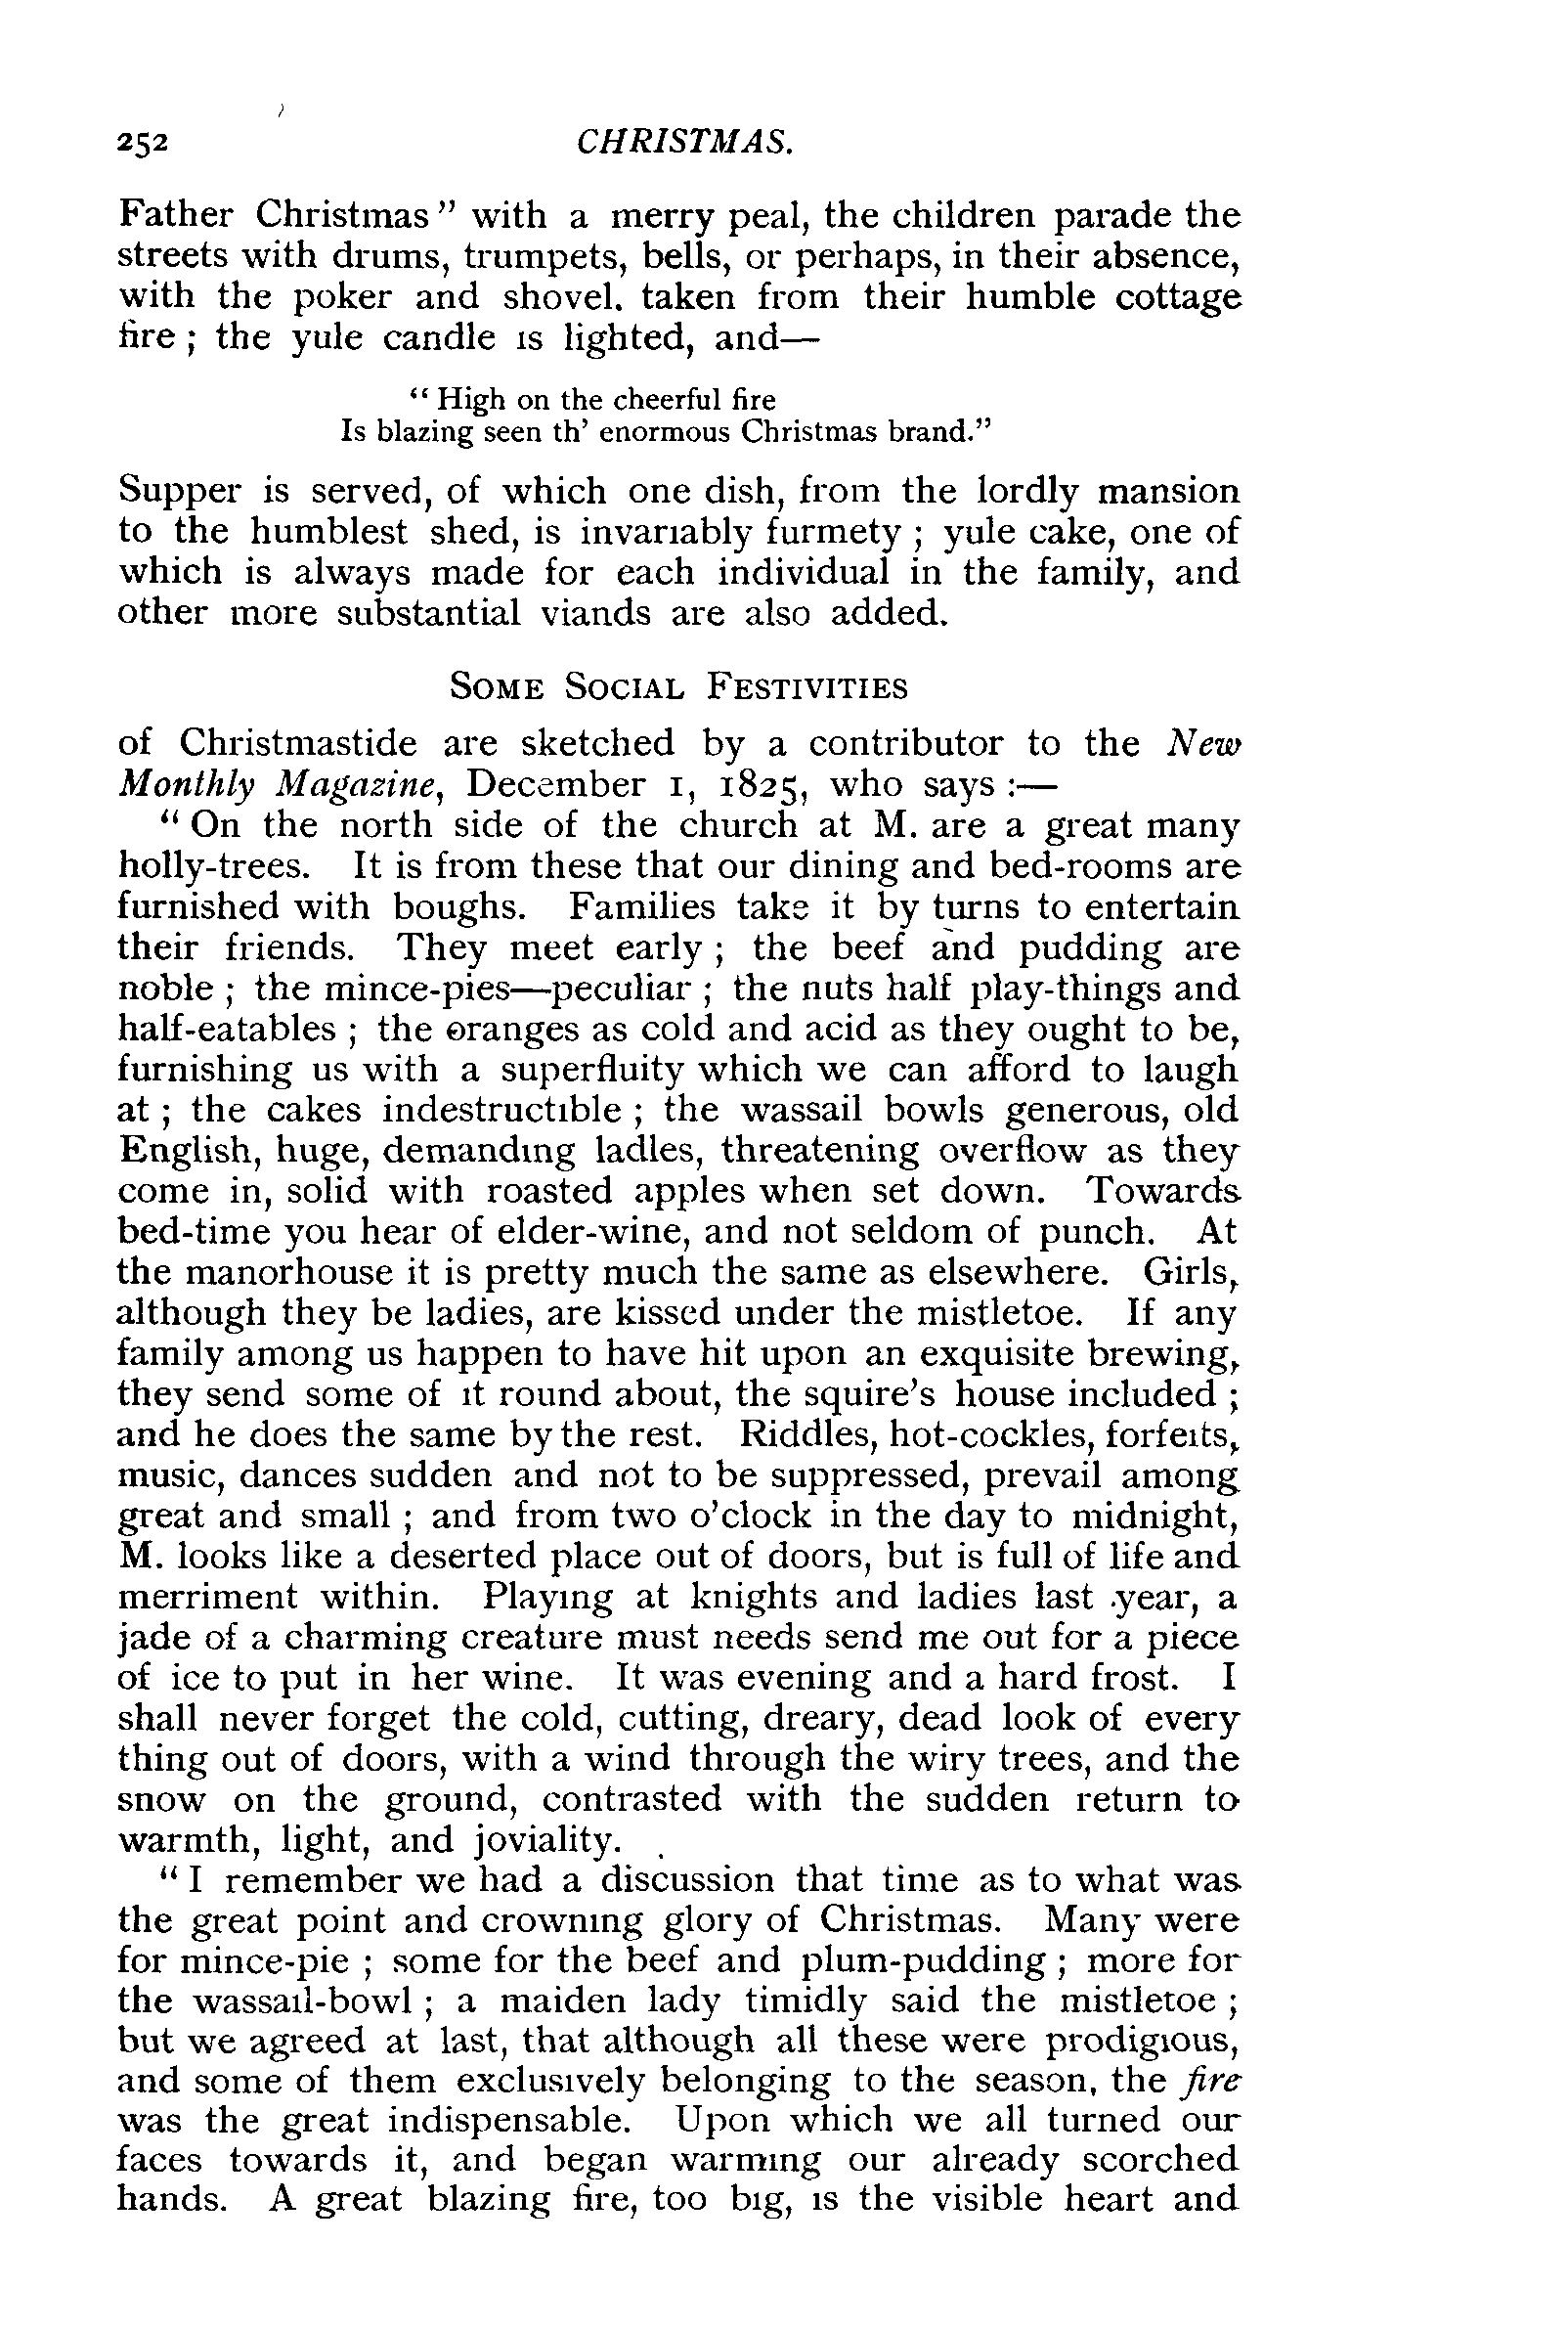 252 CHRISTMAS.
Father Christmas” with a merry peal, the children parade the
streets with drums, trumpets, bells, or perhaps, in their absence,
with the poker and shovel. taken from their humble cottage
fire ; the yule candle is lighted, and—
“ High on the cheerful fire
Is blazing seen th’ enormous Christmas brand.”
Supper is served, of which one dish, from the lordly mansion
to the humblest shed, is invariably furmety ; yule cake, one of
which is always made for each individual in the family, and
other more substantial viands are also added.
SOME SOCIAL FESTIVITIES
of Christmastide are sketched by a contributor to the New
Monthly Magazine, December 1, 1825, who says :—
“ On the north side of the church at M. are a great many
holly-trees. It is from these that our dining and bed-rooms are
furnished with boughs. Families take it by turns to entertain
their friends. They meet early ; the beef and pudding are
noble ; the mince-pies—peculiar ; the nuts half play-things and
half-eatables ; the oranges as cold and acid as they ought to be,
furnishing us with a superfluity which we can afford to laugh
at ; the cakes indestructible ; the wassail bowls generous, old
English, huge, demanding ladles, threatening overflow as they
come in, solid with roasted apples when set down. Towards
bed-time you hear of elder-wine, and not seldom of punch. At
the manorhouse it is pretty much the same as elsewhere. Girls,
although they be ladies, are kissed under the mistletoe. If any
family among us happen to have hit upon an exquisite brewing,
they send some of it round about, the squire’s house included ;
and he does the same by the rest. Riddles, hot-cockles, forfeits,
music, dances sudden and not to be suppressed, prevail among
great and small ; and from two o’clock in the day to midnight,
M. looks like a deserted place out of doors, but is full of life and
merriment within. Playing at knights and ladies last year, a
jade of a charming creature must needs send me out for a piece
of ice to put in her wine. It was evening and a hard frost. I
shall never forget the cold, cutting, dreary, dead look of every
thing out of doors, with a wind through the wiry trees, and the
snow on the ground, contrasted with the sudden return to
warmth, light, and joviality.
“ I remember we had a discussion that time as to what was
the great point and crowning glory of Christmas. Many were
for mince-pie ; some for the beef and plum-pudding ; more for
the wassail-bowl ; a maiden lady timidly said the mistletoe ;
but we agreed at last, that although all these were prodigious,
and some of them exclusively belonging to the season, the fire
was the great indispensable. Upon which we all turned our
faces towards it, and began warming our already scorched
hands. A great blazing fire, too big, is the visible heart and